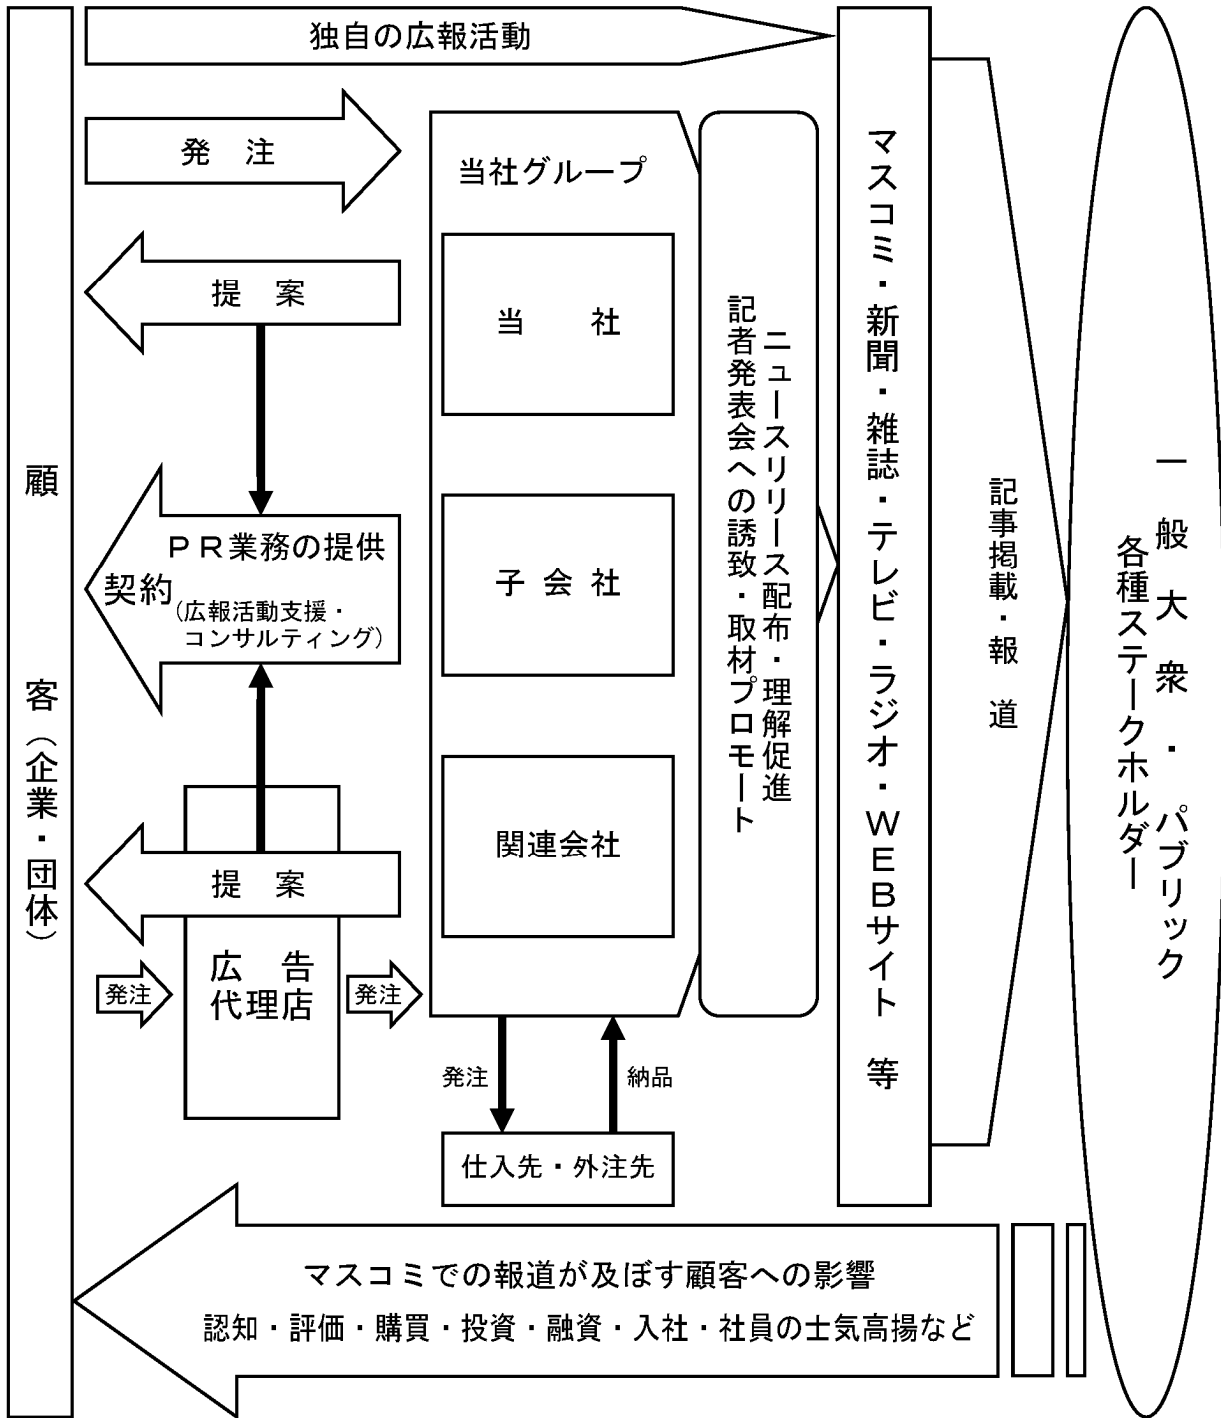 独自の広報活動
発　注
提　案
顧　客（企業・団体）
ＰＲ業務の提供
契約
(広報活動支援・
コンサルティング)
提　案
発注
広　告
代理店
発注
当社グループ
当　社
子 会 社
関連会社
発注
納品
仕入先・外注先
ニュースリリース配布・理解促進
記者発表会への誘致・取材プロモート
マスコミ・新聞・雑誌・テレビ・ラジオ・ＷＥＢサイト　等
記事掲載・報　道
一　般　大　衆　・　パブリック
各種ステークホルダー
マスコミでの報道が及ぼす顧客への影響
認知・評価・購買・投資・融資・入社・社員の士気高揚など